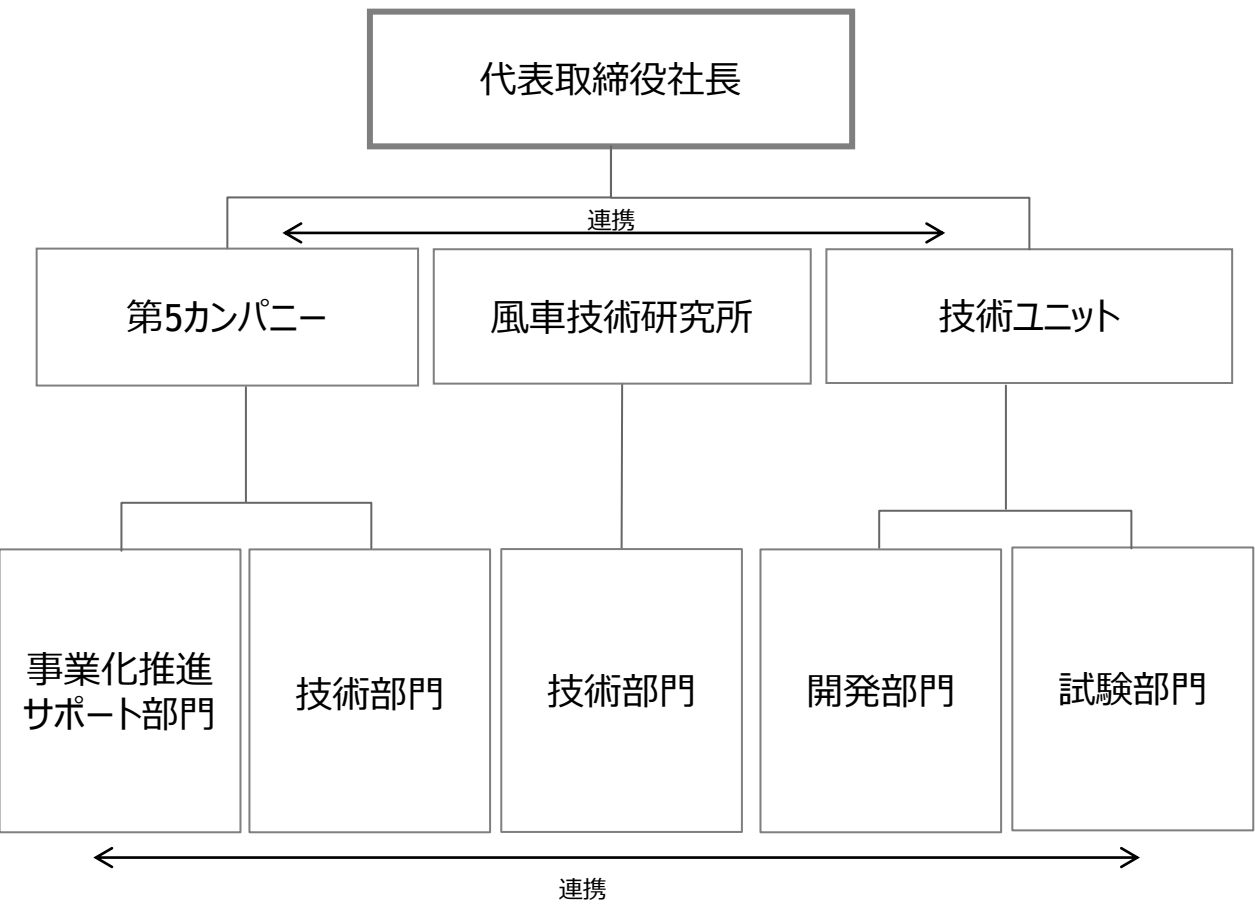 代表取締役社長
連携
第5カンパニー
風車技術研究所
技術ユニット
事業化推進
サポート部門
技術部門
技術部門
開発部門
試験部門
連携